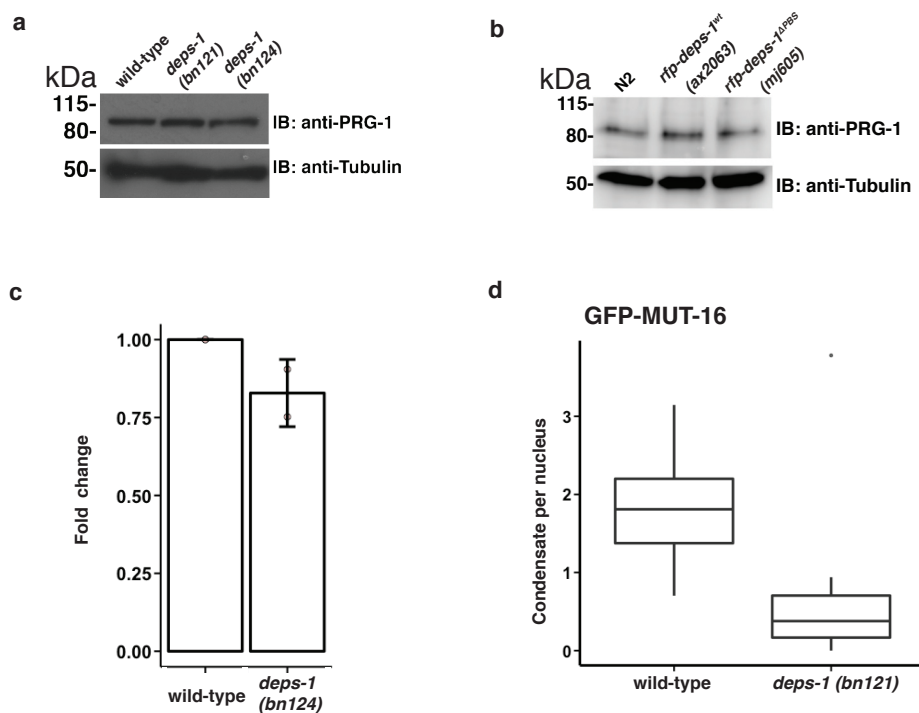 a
kDa
wild-type
deps-1
(bn121)
deps-1
(bn124)
115-
80-
IB: anti-PRG-1
50-
IB: anti-Tubulin
b
kDa
N2
rfp-deps-1wt
(ax2063)
rfp-deps-1ΔPBS
(mj605)
115-
80-
IB: anti-PRG-1
50-
IB: anti-Tubulin
c
Fold change
1.00
0.75
0.50
0.25
0.00
wild-type
deps-1
(bn124)
d
GFP-MUT-16
Condensate per nucleus
3
2
1
0
wild-type
deps-1 (bn121)